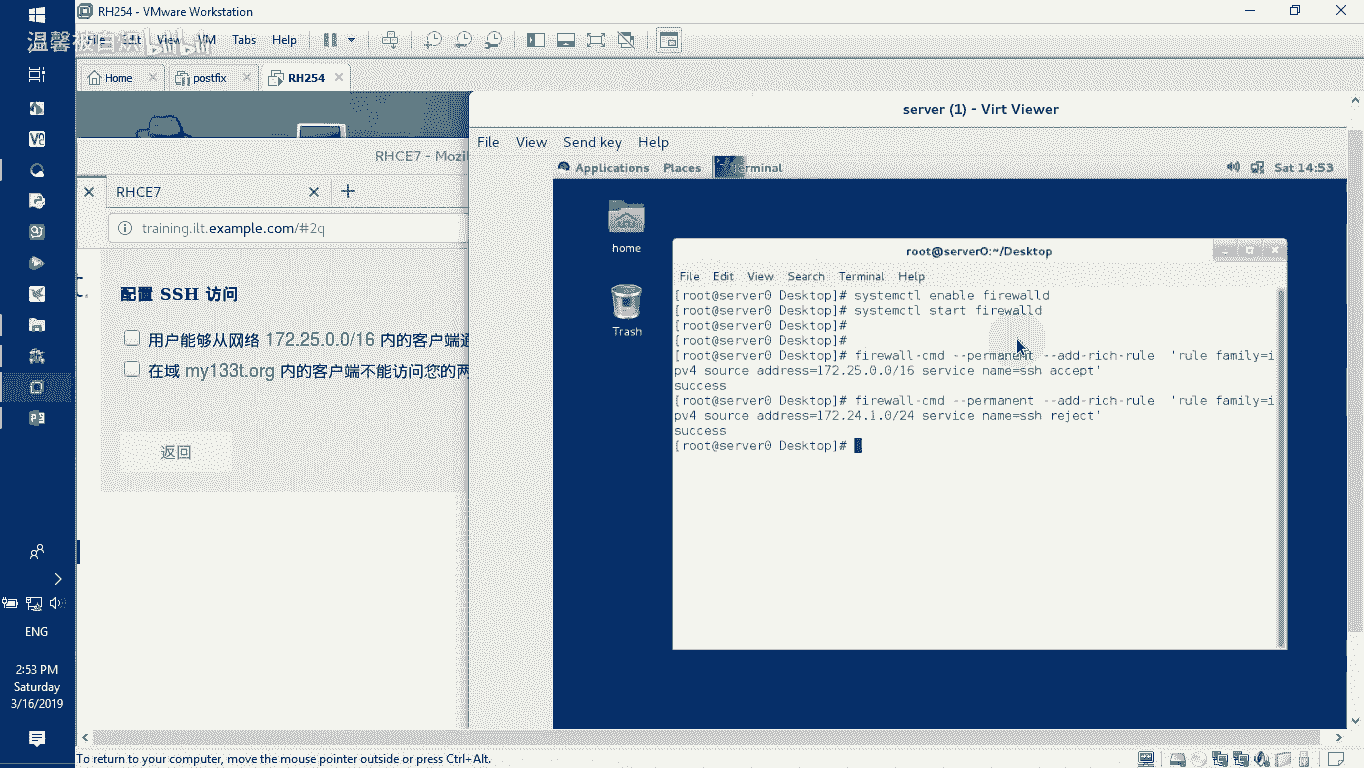 RH254 - VMware Workstation
File Edit View VM Tabs Help
Home
postfix
RH254
server (1) - Virt Viewer
File View Send key Help
Applications Places Terminal
Sat 14:53
RHCE7 - Mozil
RHCE7
training.ilt.example.com/#2q
配置 SSH 访问
用户能够从网络 172.25.0.0/16 内的客户端通
在域 my133t.org 内的客户端不能访问您的两
返回
home
Trash
root@server0:~/Desktop
File Edit View Search Terminal Help
[root@server0 Desktop]# systemctl enable firewalld
[root@server0 Desktop]# systemctl start firewalld
[root@server0 Desktop]#
[root@server0 Desktop]#
[root@server0 Desktop]# firewall-cmd --permanent --add-rich-rule  'rule family=i
pv4 source address=172.25.0.0/16 service name=ssh accept'
success
[root@server0 Desktop]# firewall-cmd --permanent --add-rich-rule  'rule family=i
pv4 source address=172.24.1.0/24 service name=ssh reject'
success
[root@server0 Desktop]#
ENG
2:53 PM
Saturday
3/16/2019
To return to your computer, move the mouse pointer outside or press Ctrl+Alt.